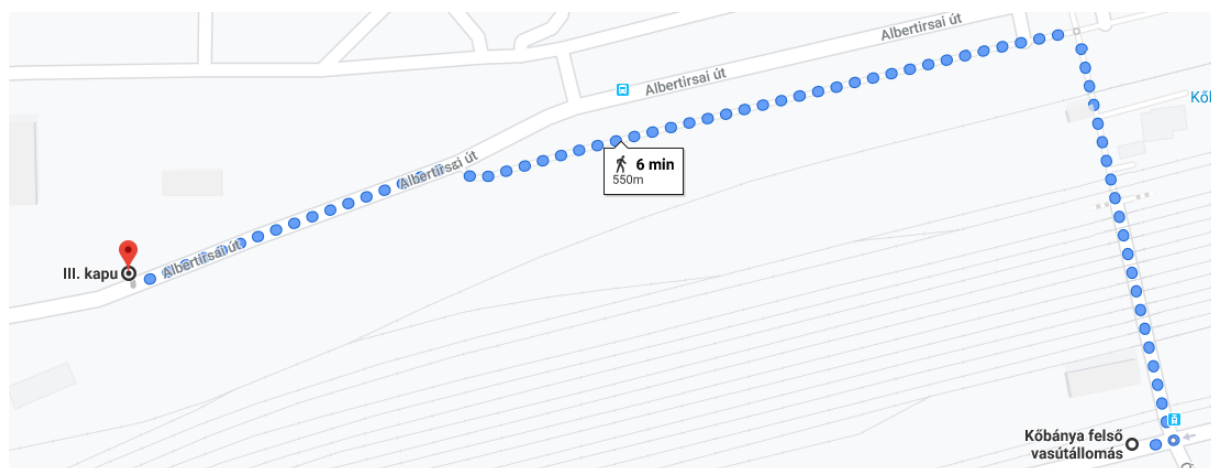 Albertirsai út
Albertirsai út
Albertirsai út
6 min
550m
Albertirsai út
III. kapu
Kőbánya felső
vasútállomás